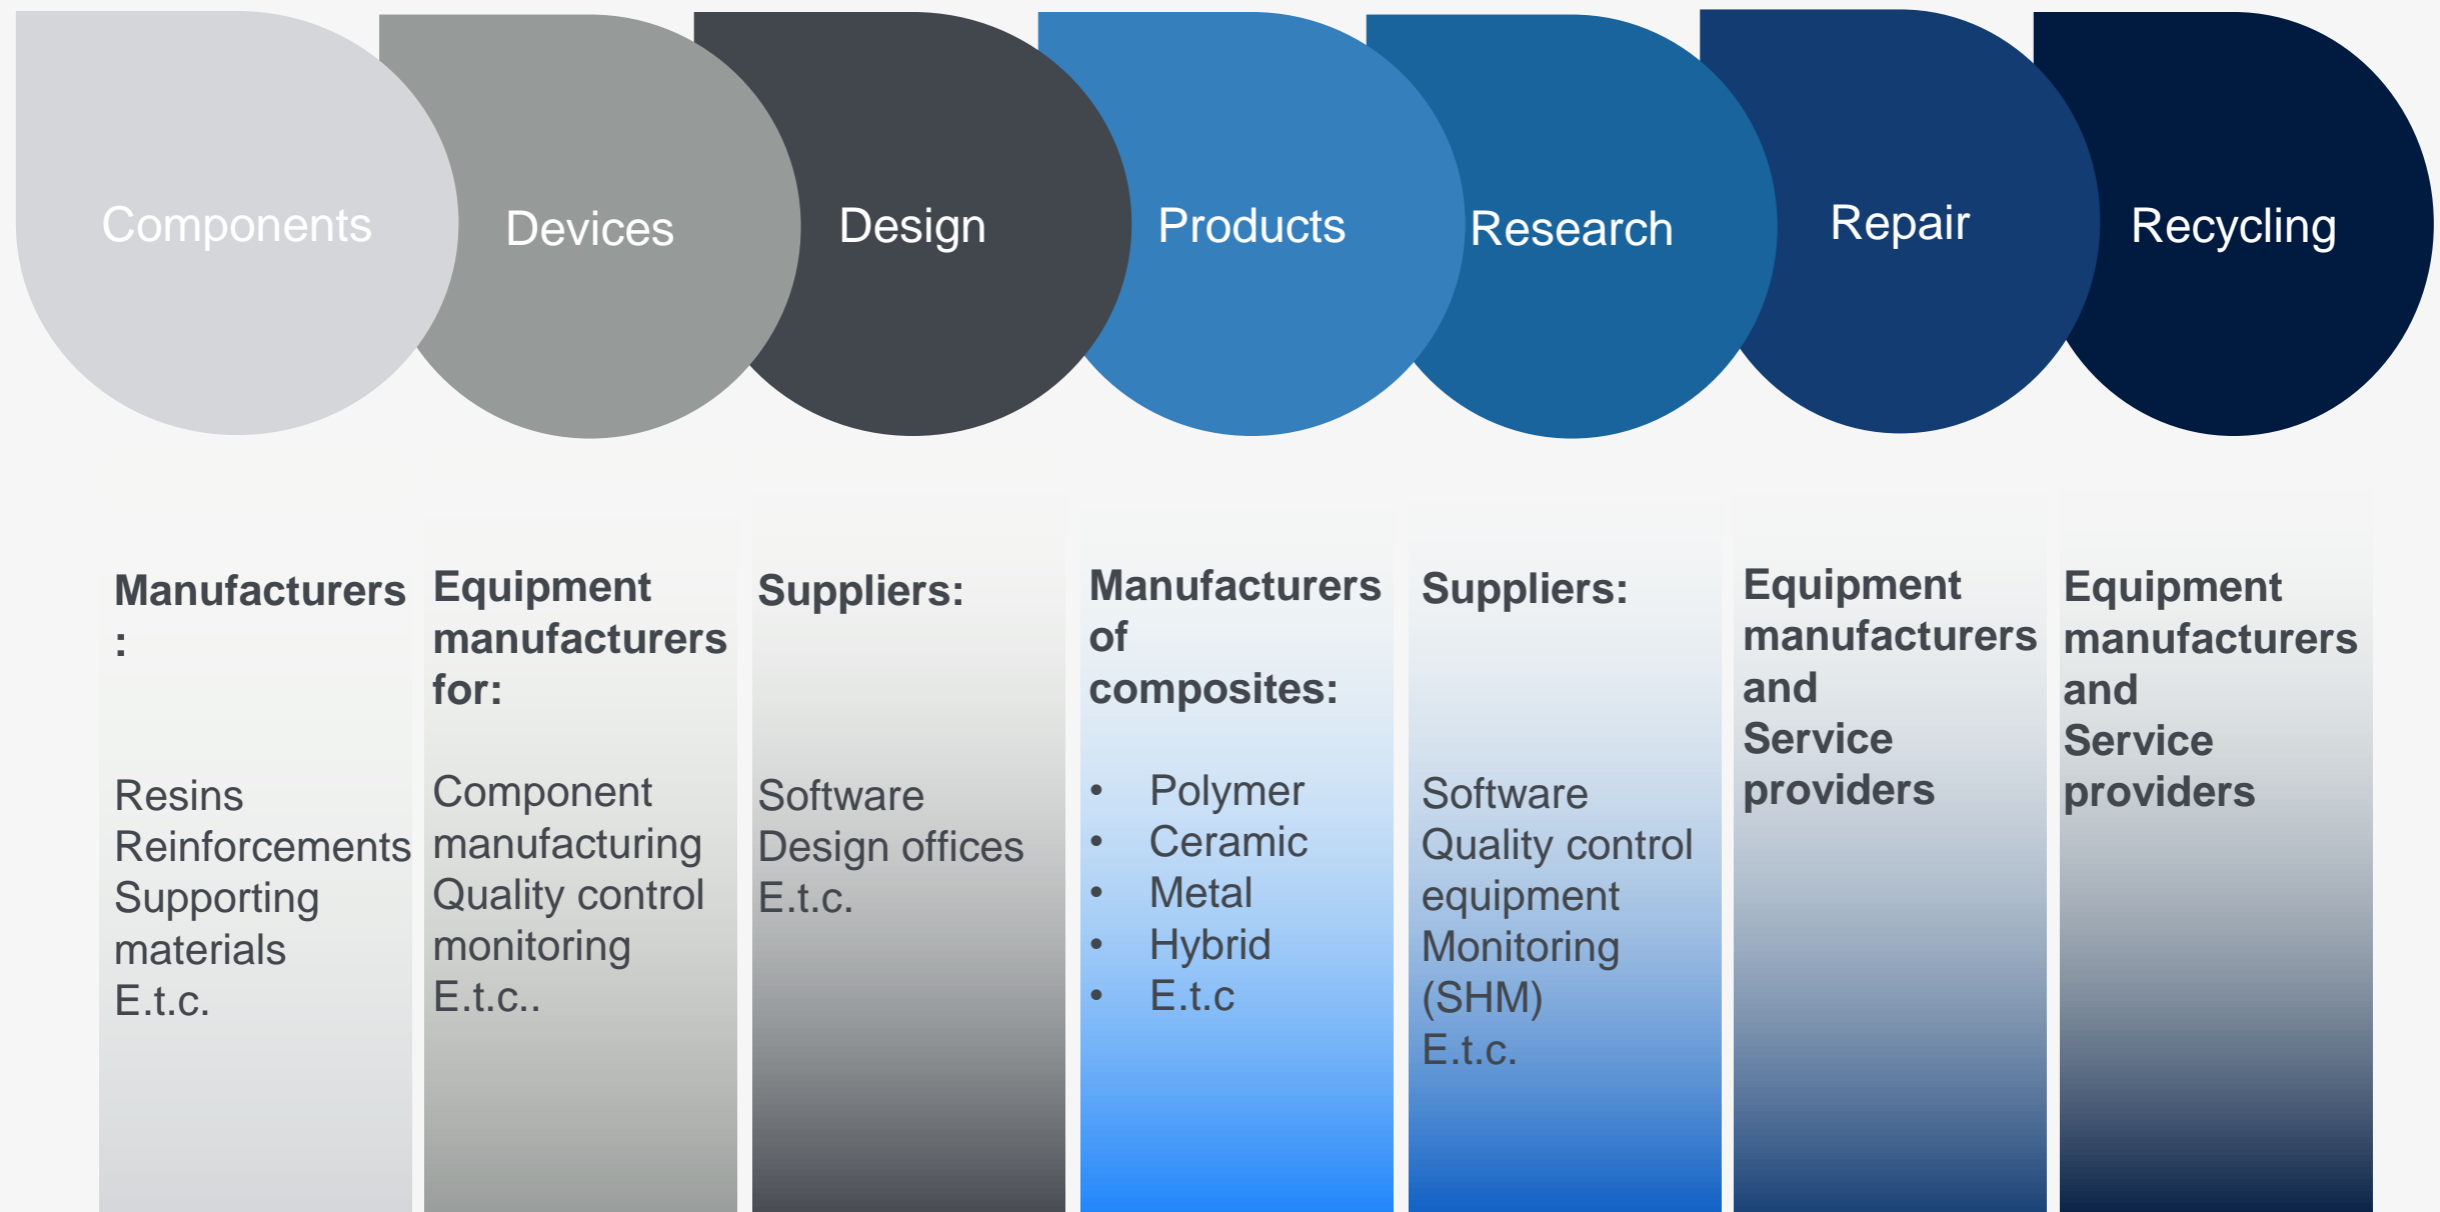 Components
Devices
Design
Products
Research
Repair
Recycling
Manufacturers
:
Resins
Reinforcements
Supporting
materials
E.t.c.
Equipment
manufacturers
for:
Component
manufacturing
Quality control
monitoring
E.t.c..
Suppliers:
Software
Design offices
E.t.c.
Manufacturers
of
composites:
• Polymer
• Ceramic
• Metal
• Hybrid
• E.t.c
Suppliers:
Software
Quality control
equipment
Monitoring
(SHM)
E.t.c.
Equipment
manufacturers
and
Service
providers
Equipment
manufacturers
and
Service
providers